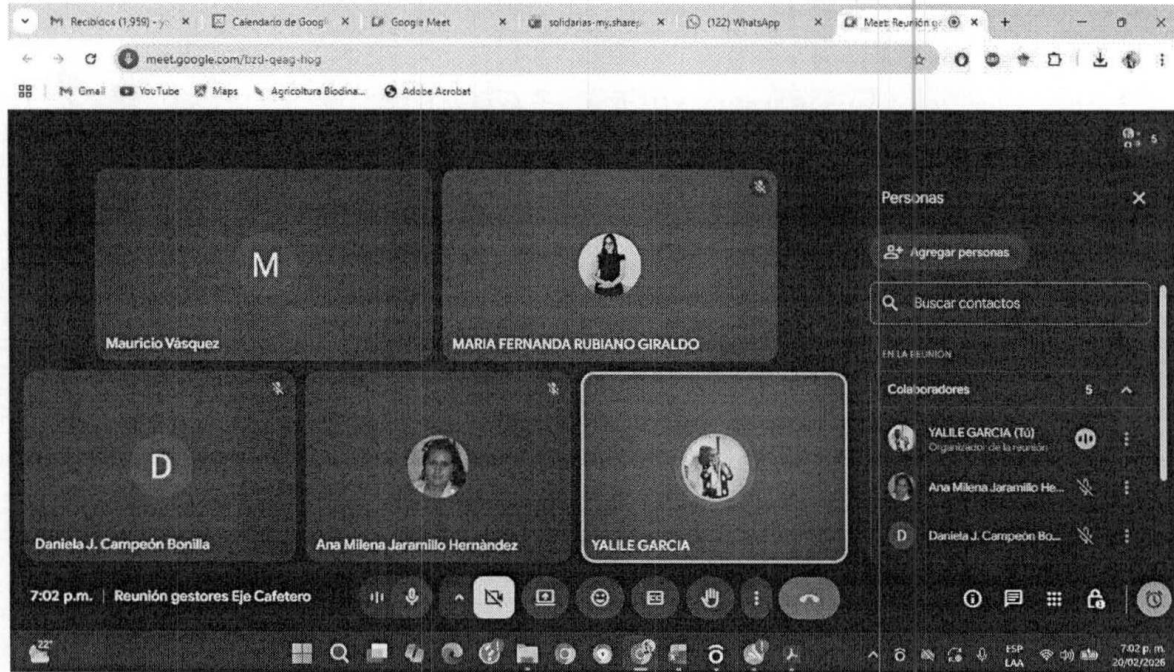 Recibidos (1,959) - yo
Calendario de Googl
Google Meet
solidarias-my.sharep
(122) WhatsApp
Meet: Reunión ge
meet.google.com/bzd-qeag-hog
Gmail
YouTube
Maps
Agricoltura Biodina...
Adobe Acrobat
5
M
Mauricio Vásquez
MARIA FERNANDA RUBIANO GIRALDO
D
Daniela J. Campeón Bonilla
Ana Milena Jaramillo Hernàndez
YALILE GARCIA
Personas
Agregar personas
Buscar contactos
EN LA REUNIÓN
Colaboradores 5
YALILE GARCIA (Tú)
Organizador de la reunión
Ana Milena Jaramillo He...
D Daniela J. Campeón Bo...
7:02 p.m. | Reunión gestores Eje Cafetero
22°
ESP
LAA
7:02 p. m.
20/02/2026